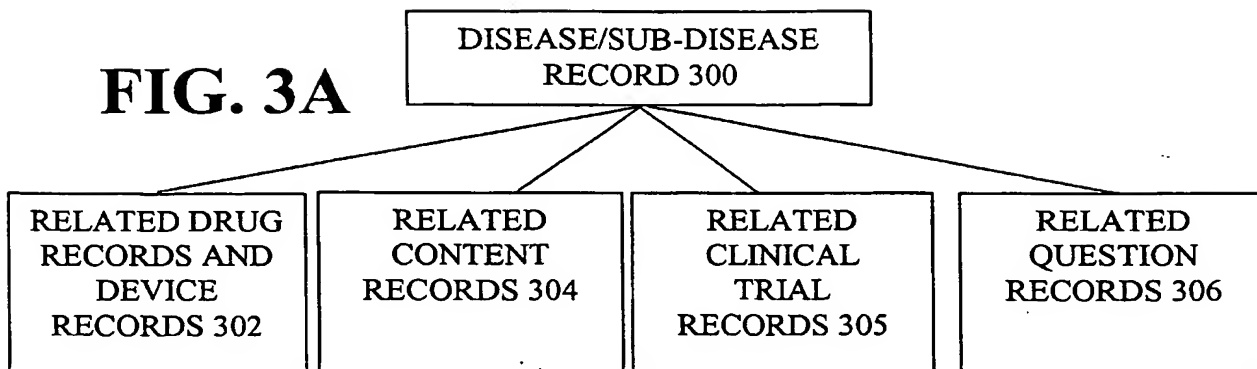 DISEASE/SUB-DISEASE
RECORD 300
FIG. 3A
RELATED DRUG
RECORDS AND
DEVICE
RECORDS 302
RELATED
CONTENT
RECORDS 304
RELATED
CLINICAL
TRIAL
RECORDS 305
RELATED
QUESTION
RECORDS 306